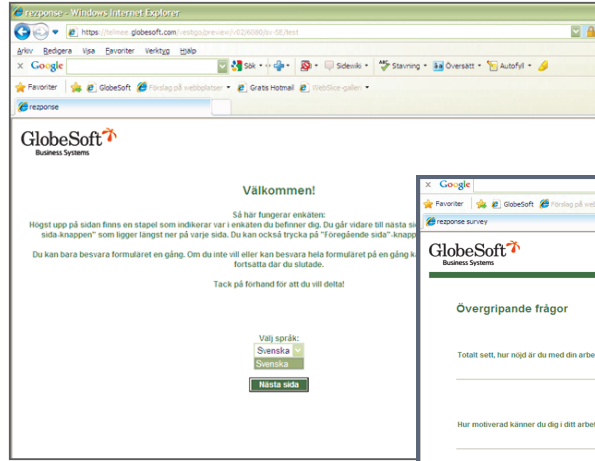 rezponse - Windows Internet Explorer
https://tellmee.globesoft.com/vestigo/preview/v02/6080/sv-SE/test
Arkiv Redigera Visa Favoriter Verktyg Hjälp
x Google Sök Sidewiki Stavning Översätt Autofyll
Favoriter GlobeSoft Förslag på webbplatser Gratis Hotmail WebSlice-galleri
rezponse
GlobeSoft
Business Systems
Välkommen!
Så här fungerar enkäten:
Högst upp på sidan finns en stapel som indikerar var i enkäten du befinner dig. Du går vidare till nästa
sida-knappen" som ligger längst ner på varje sida. Du kan också trycka på "Föregående sida"-knapp
Du kan bara besvara formuläret en gång. Om du inte vill eller kan besvara hela formuläret på en gång
fortsätta där du slutade.
Tack på förhand för att du vill delta!
Välj språk:
Svenska
Svenska
Nästa sida
x Google
Favoriter GlobeSoft Förslag på
rezponse survey
GlobeSoft
Business Systems
Övergripande frågor
Totalt sett, hur nöjd är du med din arbe
Hur motiverad känner du dig i ditt arbe